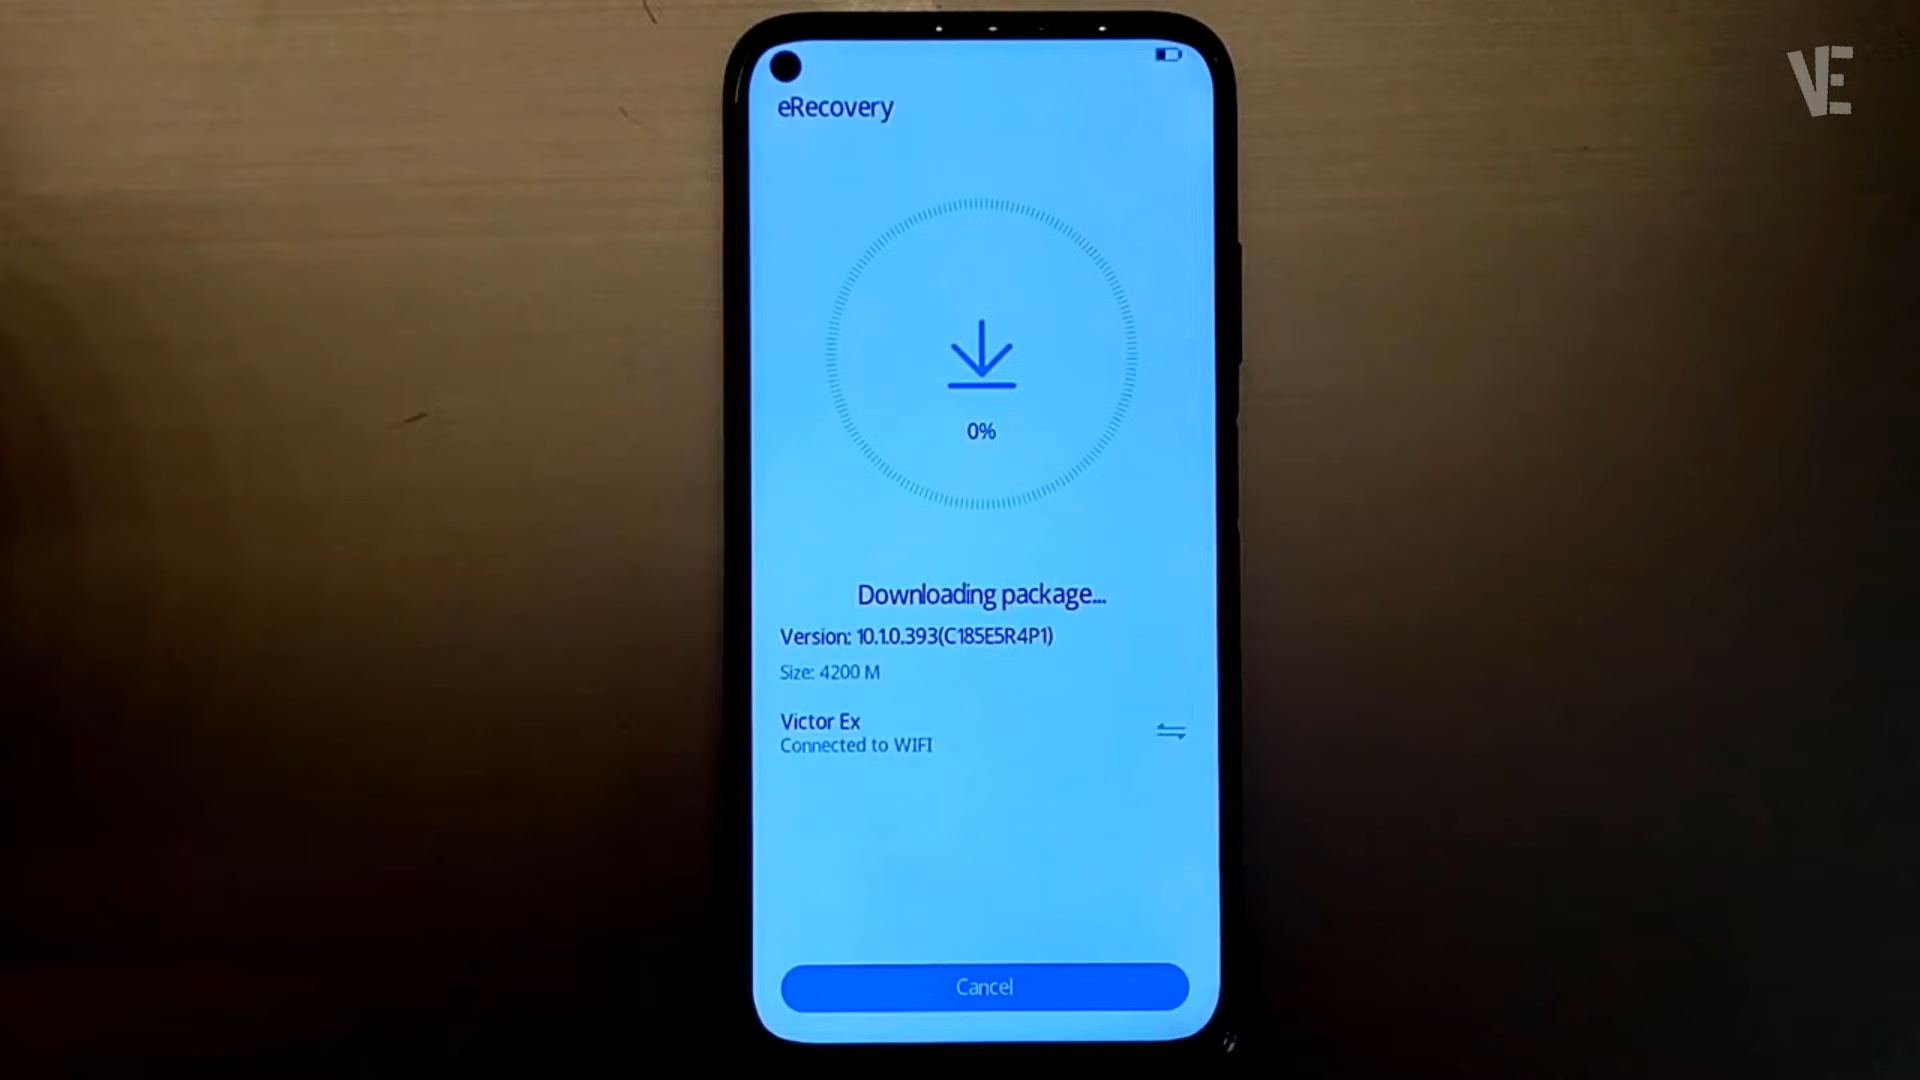 VE
eRecovery
0%
Downloading package...
Version: 10.1.0.393(C185E5R4P1)
Size: 4200 M
Victor Ex
Connected to WIFI
Cancel